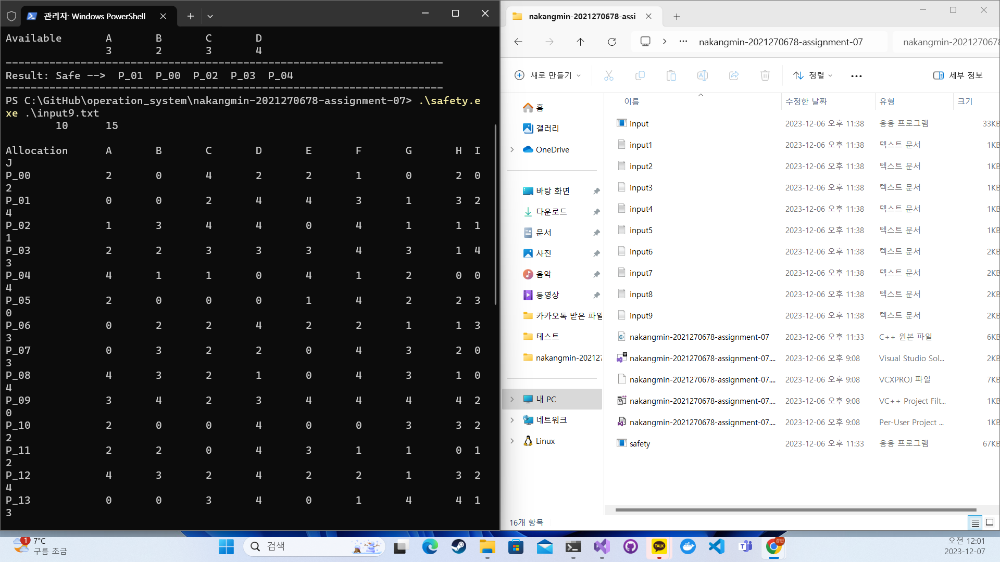 관리자: Windows PowerShell
Available A B C D
3 2 3 4
----------------------------------------------------------------------
Result: Safe --> P_01 P_00 P_02 P_03 P_04
----------------------------------------------------------------------
PS C:\GitHub\operation_system\nakangmin-2021270678-assignment-07> .\safety.e
xe .\input9.txt
10 15
Allocation A B C D E F G H I
J
P_00 2 0 4 2 2 1 0 2 0
2
P_01 0 0 2 4 4 3 1 3 2
4
P_02 1 3 4 4 0 4 1 1 1
1
P_03 2 2 3 3 3 4 3 1 4
3
P_04 4 1 1 0 4 1 2 0 0
4
P_05 2 0 0 0 1 4 2 2 3
0
P_06 0 2 2 4 2 2 1 1 3
3
P_07 0 3 2 2 0 4 3 2 0
3
P_08 4 3 2 1 0 4 3 1 0
4
P_09 3 4 2 3 4 4 4 4 2
0
P_10 2 0 0 4 0 0 3 3 2
2
P_11 2 2 0 4 3 1 1 0 1
2
P_12 4 3 2 4 2 2 1 3 2
4
P_13 0 0 3 4 0 1 4 4 1
3
nakangmin-2021270678-assi
nakangmin-2021270678-assignment-07 nakangmin-202127067
새로 만들기 정렬 세부 정보
홈
갤러리
OneDrive
바탕 화면
다운로드
문서
사진
음악
동영상
카카오톡 받은 파일
테스트
nakangmin-20212
내 PC
네트워크
Linux
이름 수정한 날짜 유형 크기
input 2023-12-06 오후 11:38 응용 프로그램 33KB
input1 2023-12-06 오후 11:38 텍스트 문서 1KB
input2 2023-12-06 오후 11:38 텍스트 문서 1KB
input3 2023-12-06 오후 11:38 텍스트 문서 1KB
input4 2023-12-06 오후 11:38 텍스트 문서 1KB
input5 2023-12-06 오후 11:38 텍스트 문서 1KB
input6 2023-12-06 오후 11:38 텍스트 문서 2KB
input7 2023-12-06 오후 11:38 텍스트 문서 2KB
input8 2023-12-06 오후 11:38 텍스트 문서 2KB
input9 2023-12-06 오후 11:38 텍스트 문서 2KB
nakangmin-2021270678-assignment-07 2023-12-06 오후 11:33 C++ 원본 파일 6KB
nakangmin-2021270678-assignment-07.... 2023-12-06 오후 9:08 Visual Studio Sol... 2KB
nakangmin-2021270678-assignment-07.... 2023-12-06 오후 9:08 VCXPROJ 파일 7KB
nakangmin-2021270678-assignment-07.... 2023-12-06 오후 9:08 VC++ Project Filt... 1KB
nakangmin-2021270678-assignment-07.... 2023-12-06 오후 9:08 Per-User Project ... 1KB
safety 2023-12-06 오후 11:33 응용 프로그램 67KB
16개 항목
1
7°C
구름 조금
검색
TALK
강민
오전 12:01
2023-12-07